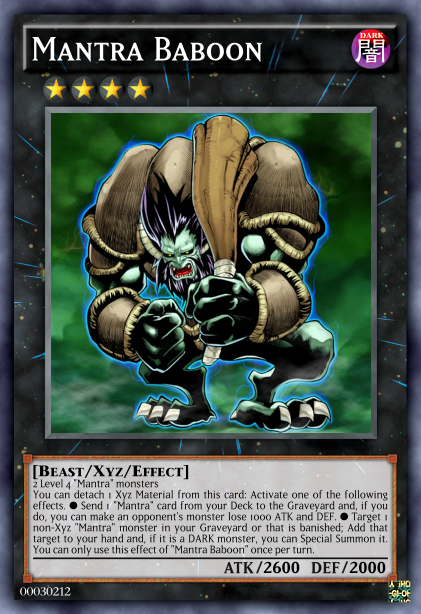 Mantra Baboon
DARK
闇
[Beast/Xyz/Effect]
2 Level 4 "Mantra" monsters
You can detach 1 Xyz Material from this card: Activate one of the following
effects. ● Send 1 "Mantra" card from your Deck to the Graveyard and, if you
do, you can make an opponent's monster lose 1000 ATK and DEF. ● Target 1
non-Xyz "Mantra" monster in your Graveyard or that is banished; Add that
target to your hand and, if it is a DARK monster, you can Special Summon it.
You can only use this effect of "Mantra Baboon" once per turn.
ATK/2600 DEF/2000
00030212